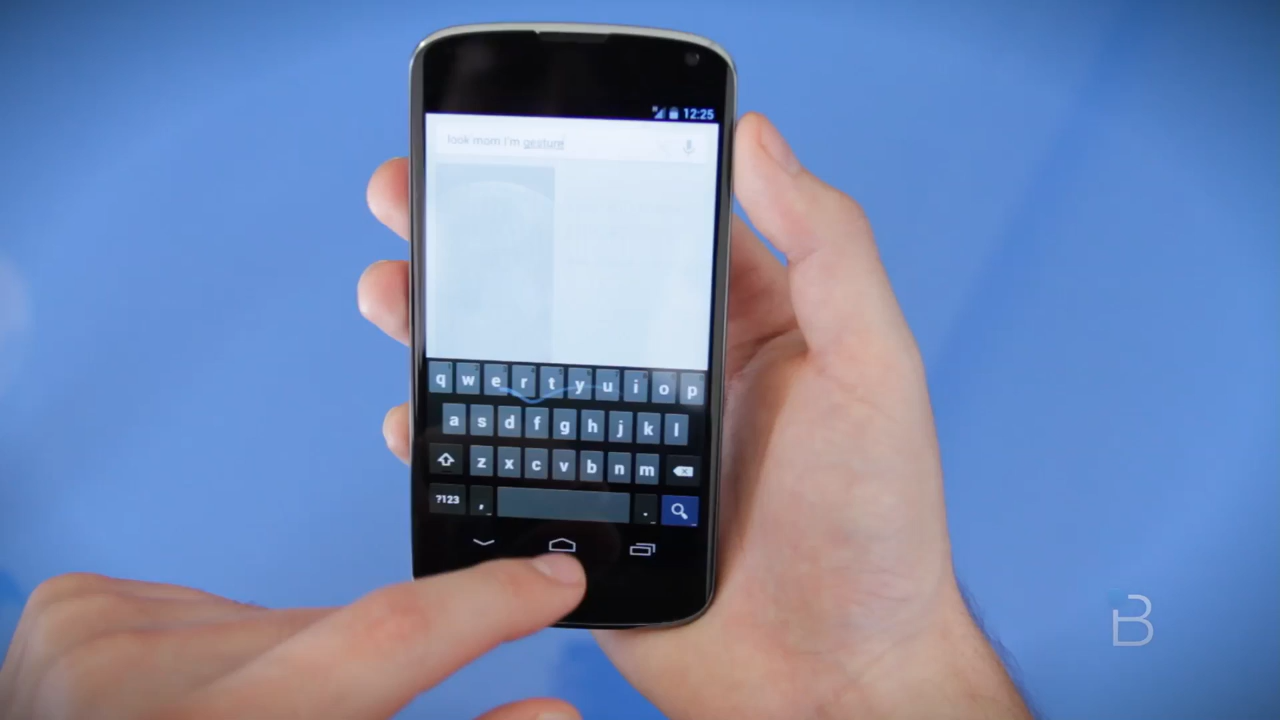 12:25
look mom I'm gesture
q w e r t y u i o p
a s d f g h j k l
z x c v b n m
?123 , .
B